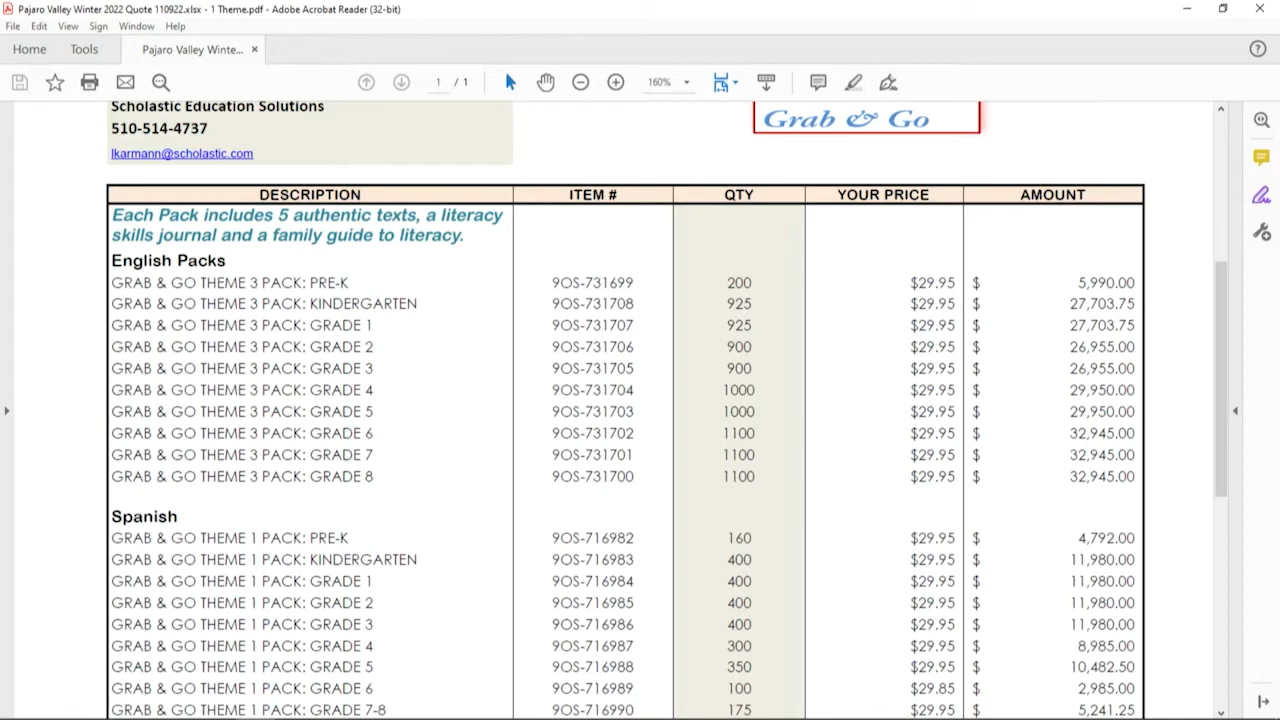 Pajaro Valley Winter 2022 Quote 110922.xlsx - 1 Theme.pdf - Adobe Acrobat Reader (32-bit)
File Edit View Sign Window Help
Home Tools Pajaro Valley Winte... ×
1 / 1 160%
Scholastic Education Solutions
510-514-4737
lkarmann@scholastic.com
Grab & Go
DESCRIPTION ITEM # QTY YOUR PRICE AMOUNT
Each Pack includes 5 authentic texts, a literacy
skills journal and a family guide to literacy.
English Packs
GRAB & GO THEME 3 PACK: PRE-K 9OS-731699 200 $29.95 $ 5,990.00
GRAB & GO THEME 3 PACK: KINDERGARTEN 9OS-731708 925 $29.95 $ 27,703.75
GRAB & GO THEME 3 PACK: GRADE 1 9OS-731707 925 $29.95 $ 27,703.75
GRAB & GO THEME 3 PACK: GRADE 2 9OS-731706 900 $29.95 $ 26,955.00
GRAB & GO THEME 3 PACK: GRADE 3 9OS-731705 900 $29.95 $ 26,955.00
GRAB & GO THEME 3 PACK: GRADE 4 9OS-731704 1000 $29.95 $ 29,950.00
GRAB & GO THEME 3 PACK: GRADE 5 9OS-731703 1000 $29.95 $ 29,950.00
GRAB & GO THEME 3 PACK: GRADE 6 9OS-731702 1100 $29.95 $ 32,945.00
GRAB & GO THEME 3 PACK: GRADE 7 9OS-731701 1100 $29.95 $ 32,945.00
GRAB & GO THEME 3 PACK: GRADE 8 9OS-731700 1100 $29.95 $ 32,945.00
Spanish
GRAB & GO THEME 1 PACK: PRE-K 9OS-716982 160 $29.95 $ 4,792.00
GRAB & GO THEME 1 PACK: KINDERGARTEN 9OS-716983 400 $29.95 $ 11,980.00
GRAB & GO THEME 1 PACK: GRADE 1 9OS-716984 400 $29.95 $ 11,980.00
GRAB & GO THEME 1 PACK: GRADE 2 9OS-716985 400 $29.95 $ 11,980.00
GRAB & GO THEME 1 PACK: GRADE 3 9OS-716986 400 $29.95 $ 11,980.00
GRAB & GO THEME 1 PACK: GRADE 4 9OS-716987 300 $29.95 $ 8,985.00
GRAB & GO THEME 1 PACK: GRADE 5 9OS-716988 350 $29.95 $ 10,482.50
GRAB & GO THEME 1 PACK: GRADE 6 9OS-716989 100 $29.85 $ 2,985.00
GRAB & GO THEME 1 PACK: GRADE 7-8 9OS-716990 175 $29.95 $ 5,241.25